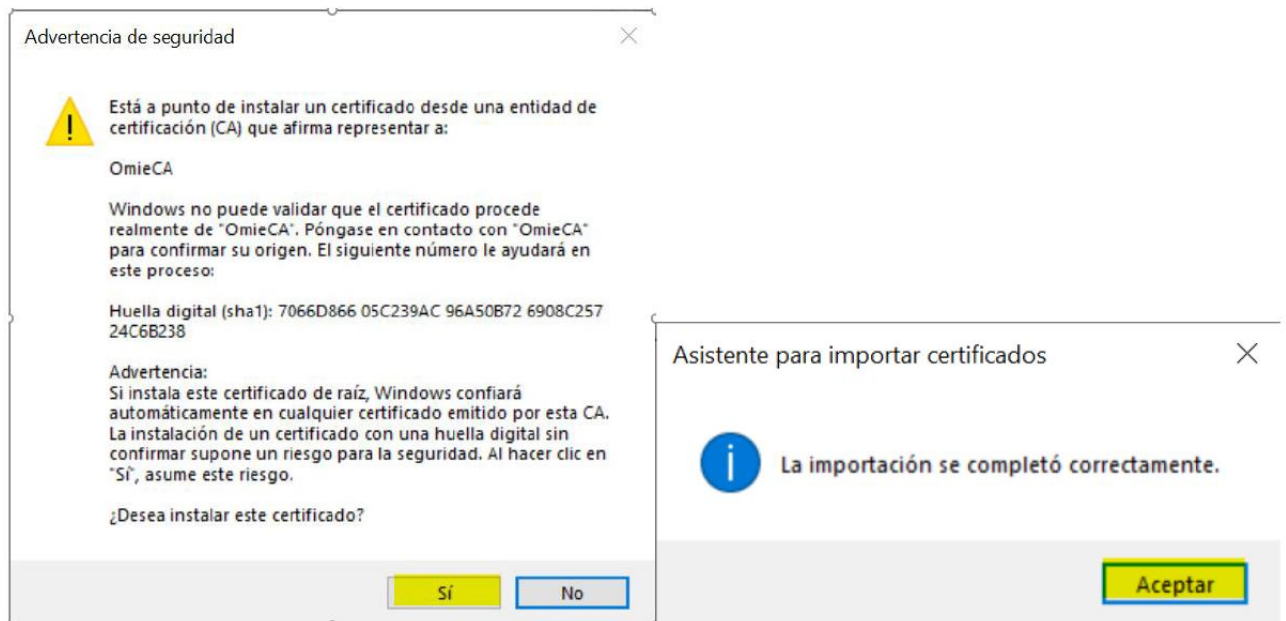 Advertencia de seguridad
Está a punto de instalar un certificado desde una entidad de
certificación (CA) que afirma representar a:
OmieCA
Windows no puede validar que el certificado procede
realmente de "OmieCA". Póngase en contacto con "OmieCA"
para confirmar su origen. El siguiente número le ayudará en
este proceso:
Huella digital (sha1): 7066D866 05C239AC 96A50B72 6908C257
24C6B238
Advertencia:
Si instala este certificado de raíz, Windows confiará
automáticamente en cualquier certificado emitido por esta CA.
La instalación de un certificado con una huella digital sin
confirmar supone un riesgo para la seguridad. Al hacer clic en
"Sí", asume este riesgo.
¿Desea instalar este certificado?
Sí
No
Asistente para importar certificados
La importación se completó correctamente.
Aceptar